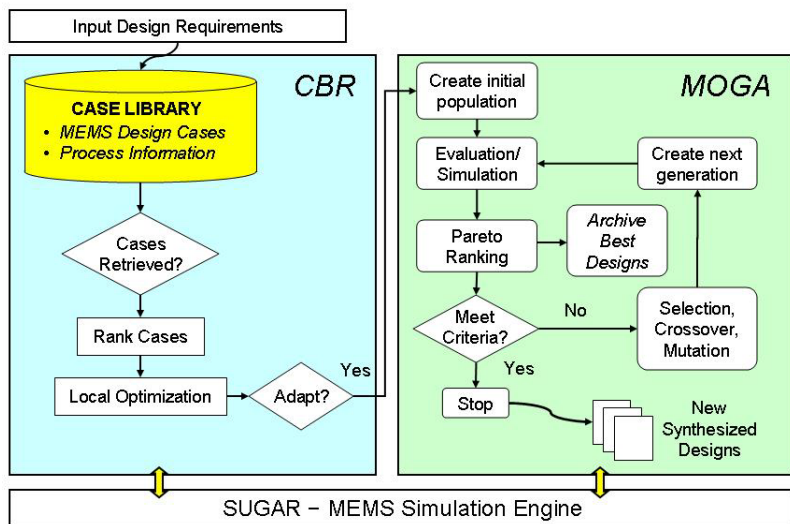 Input Design Requirements
CBR
CASE LIBRARY
• MEMS Design Cases
• Process Information
Cases
Retrieved?
Rank Cases
Local Optimization
Adapt?
Yes
MOGA
Create initial
population
Evaluation/
Simulation
Create next
generation
Pareto
Ranking
Archive
Best
Designs
Meet
Criteria?
No
Selection,
Crossover,
Mutation
Yes
Stop
New
Synthesized
Designs
SUGAR – MEMS Simulation Engine